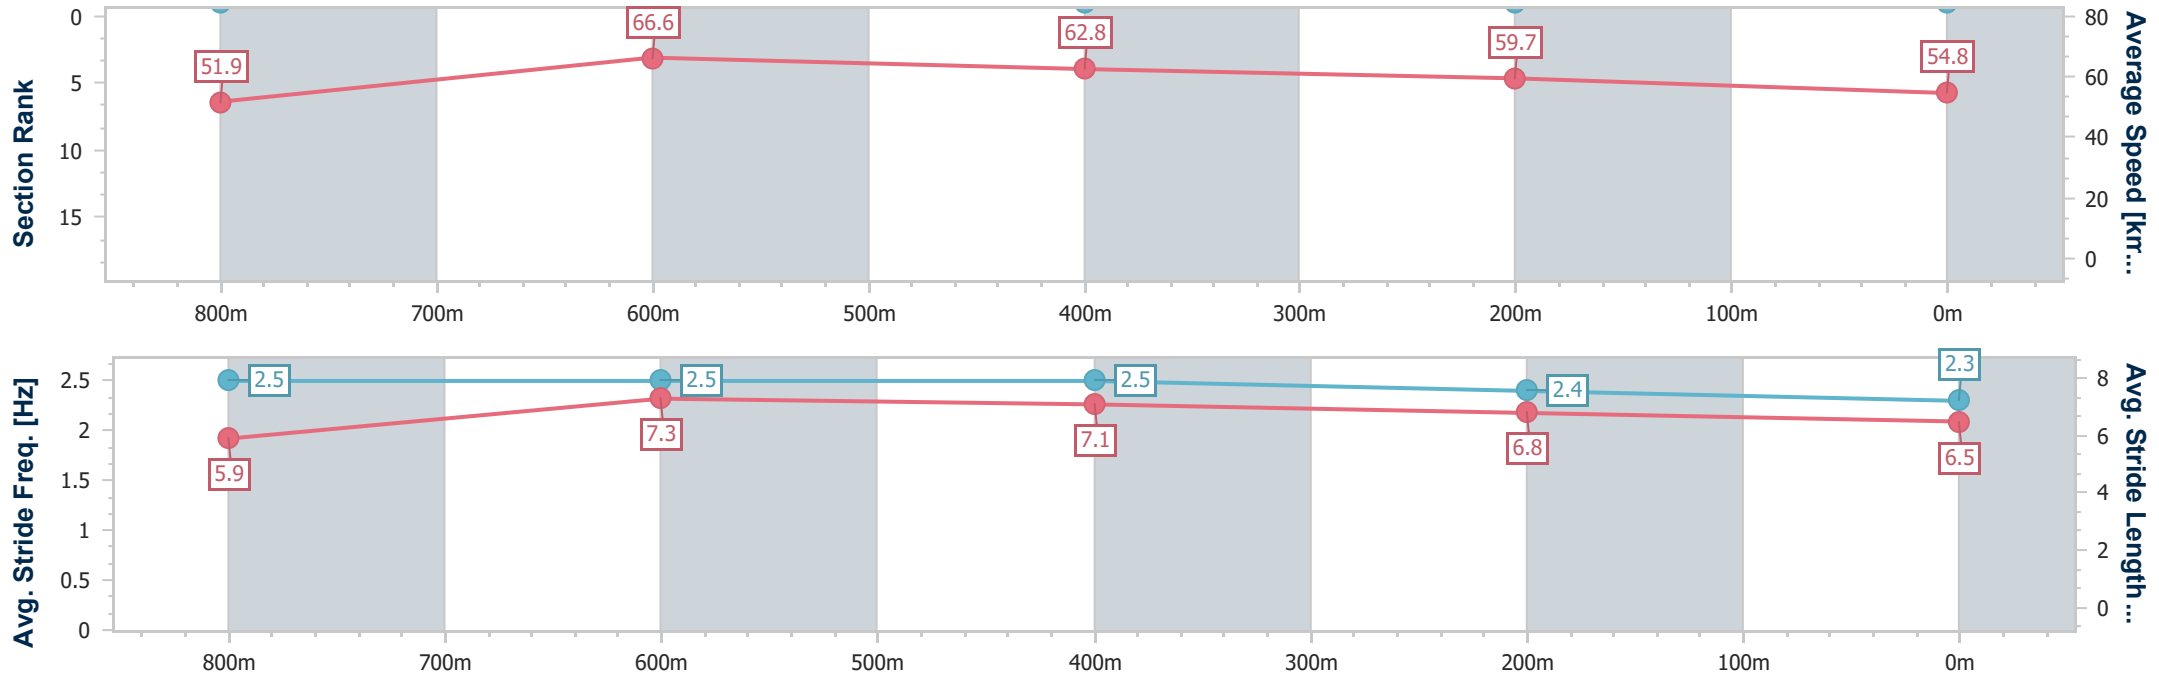 Section Rank
0
5
10
15
51.9
66.6
62.8
59.7
54.8
80
60
40
20
0
Average Speed [km...
800m
700m
600m
500m
400m
300m
200m
100m
0m
Avg. Stride Freq. [Hz]
2.5
2
1.5
1
0.5
0
2.5
2.5
2.5
2.4
2.3
5.9
7.3
7.1
6.8
6.5
8
6
4
2
0
Avg. Stride Length...
800m
700m
600m
500m
400m
300m
200m
100m
0m